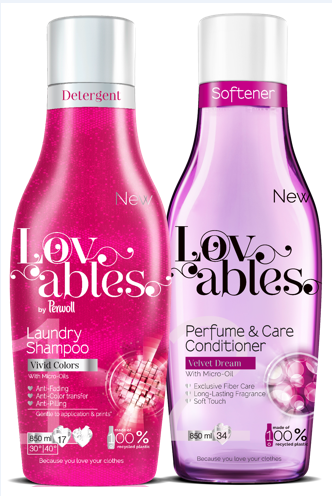 Detergent
New
Lov
ables
by Perwoll
Laundry
Shampoo
Vivid Colors
With Micro-Oils
Anti-Fading
Anti-Color transfer
Anti-Pilling
Gentle to application & prints*
850 ml 17
30° 40°
made of
100%
recycled plastic
Because you love your clothes
Softener
New
Lov
ables
Perfume & Care
Conditioner
Velvet Dream
With Micro-Oil
Exclusive Fiber Care
Long-Lasting Fragrance
Soft Touch
850 ml 34
made of
100%
recycled plastic
Because you love your clothes